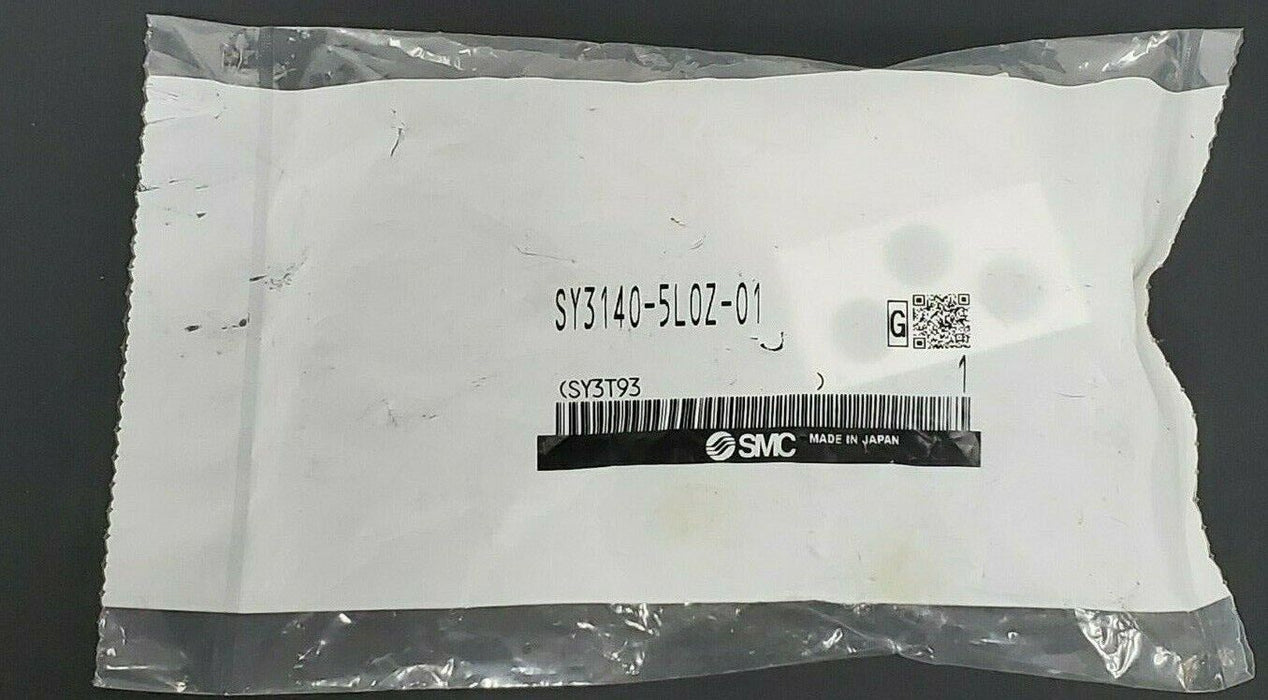 SY3140-5LOZ-01
G
(SY3T93 )
1
SMC MADE IN JAPAN